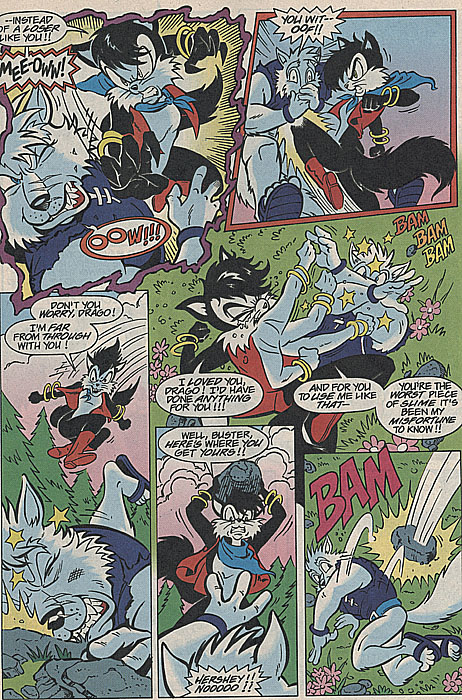 --INSTEAD
OF A LOSER
LIKE YOU!!
MEE-OWN!
OOW!!!
YOU WIT--
OOF!!
BAM
BAM
BAM
I LOVED YOU,
DRAGO! I'D HAVE
DONE ANYTHING
FOR YOU!!!
AND FOR YOU
TO USE ME LIKE
THAT--
YOU'RE THE
WORST PIECE
OF SLIME IT'S
BEEN MY
MISFORTUNE
TO KNOW!!
DON'T YOU
WORRY, DRAGO!
I'M FAR
FROM THROUGH
WITH YOU!
WELL, BUSTER,
HERE'S WHERE YOU
GET YOURS!!
HERSHEY!!
NOOOOO!!
BAM